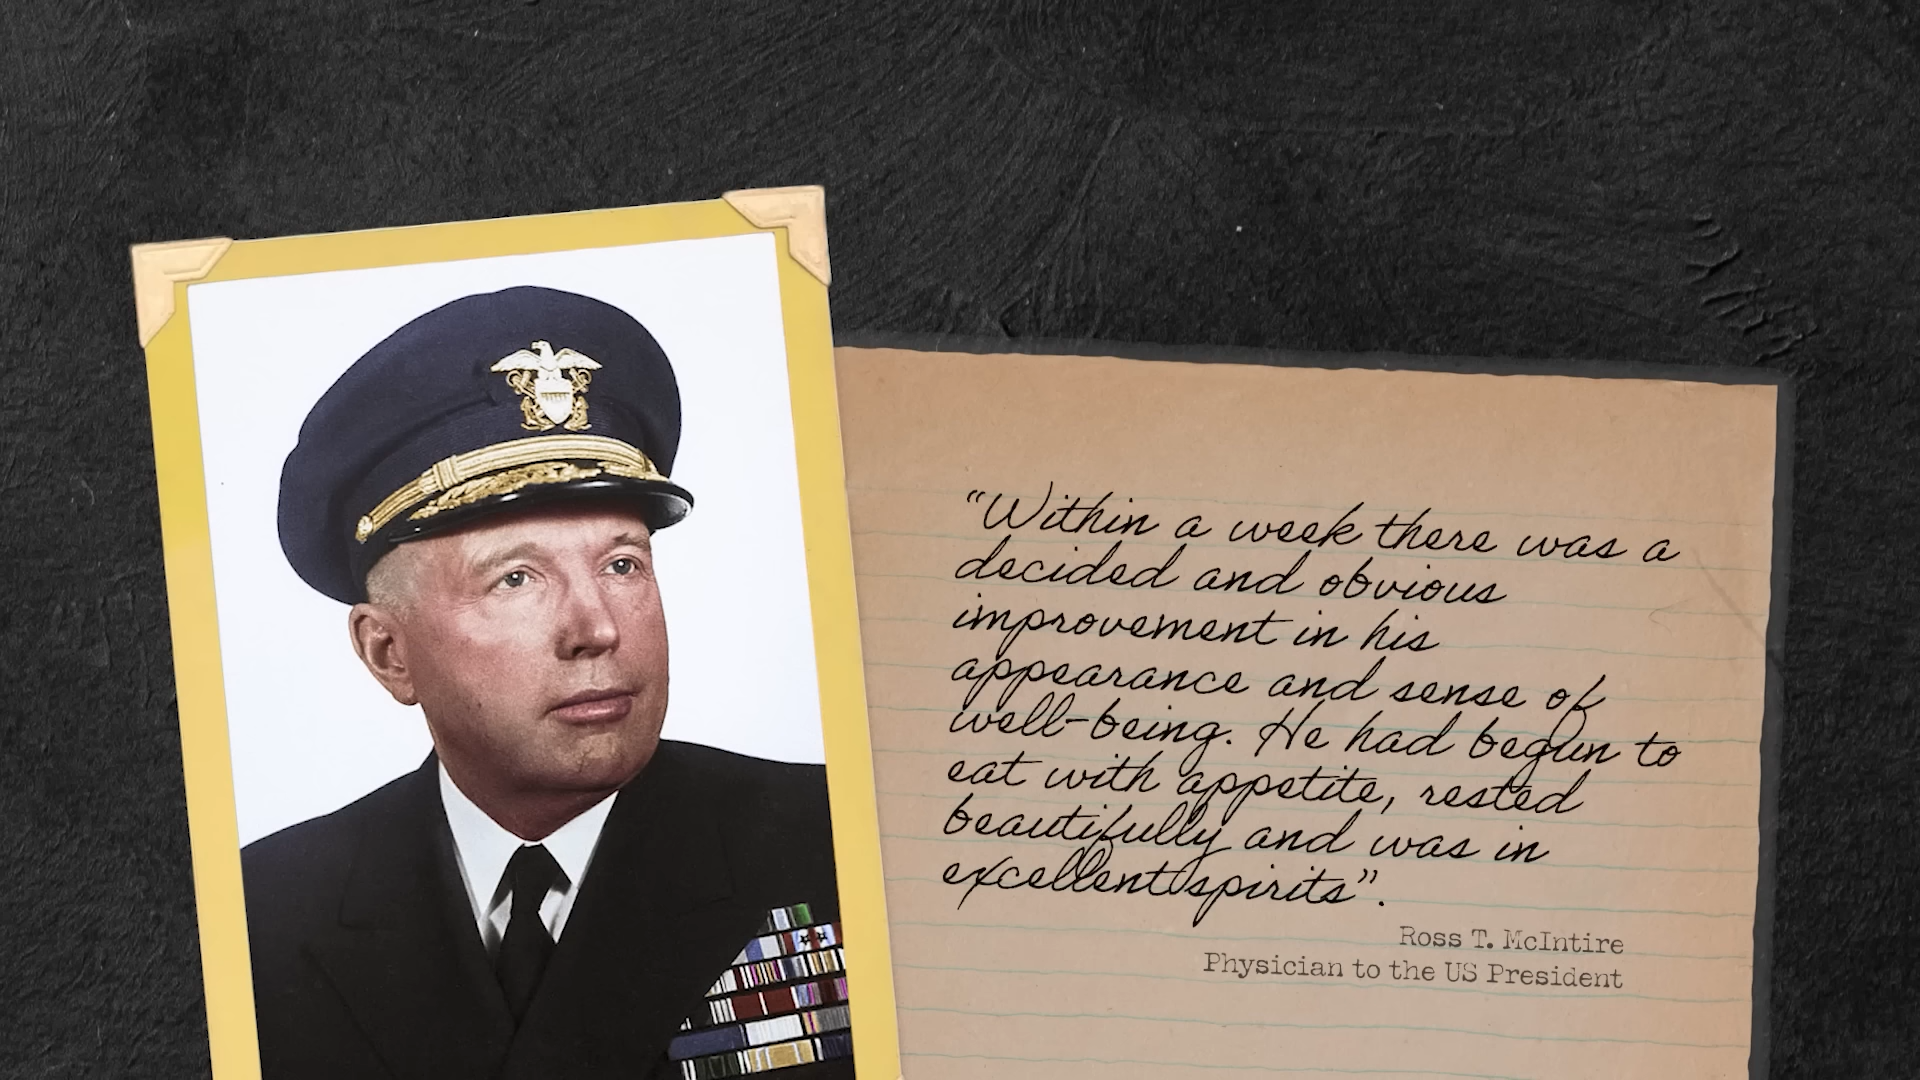 “Within a week there was a
decided and obvious
improvement in his
appearance and sense of
well-being. He had begun to
eat with appetite, rested
beautifully and was in
excellent spirits”.
Ross T. McIntire
Physician to the US President